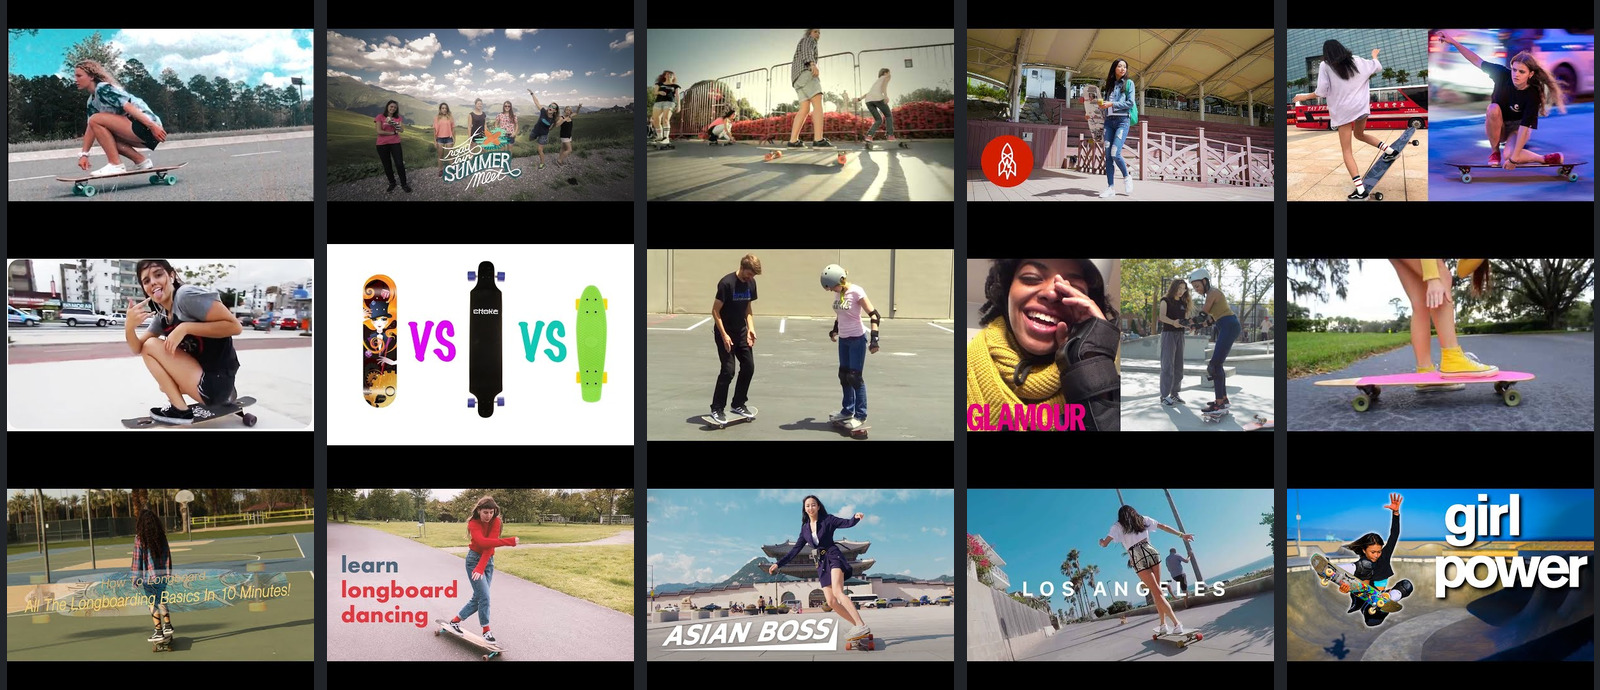 road
trip
SUMMER
meet
VS
choke
VS
GLAMOUR
How To Longboard
All The Longboarding Basics In 10 Minutes!
learn
longboard
dancing
ASIAN BOSS
LOS ANGELES
girl
power